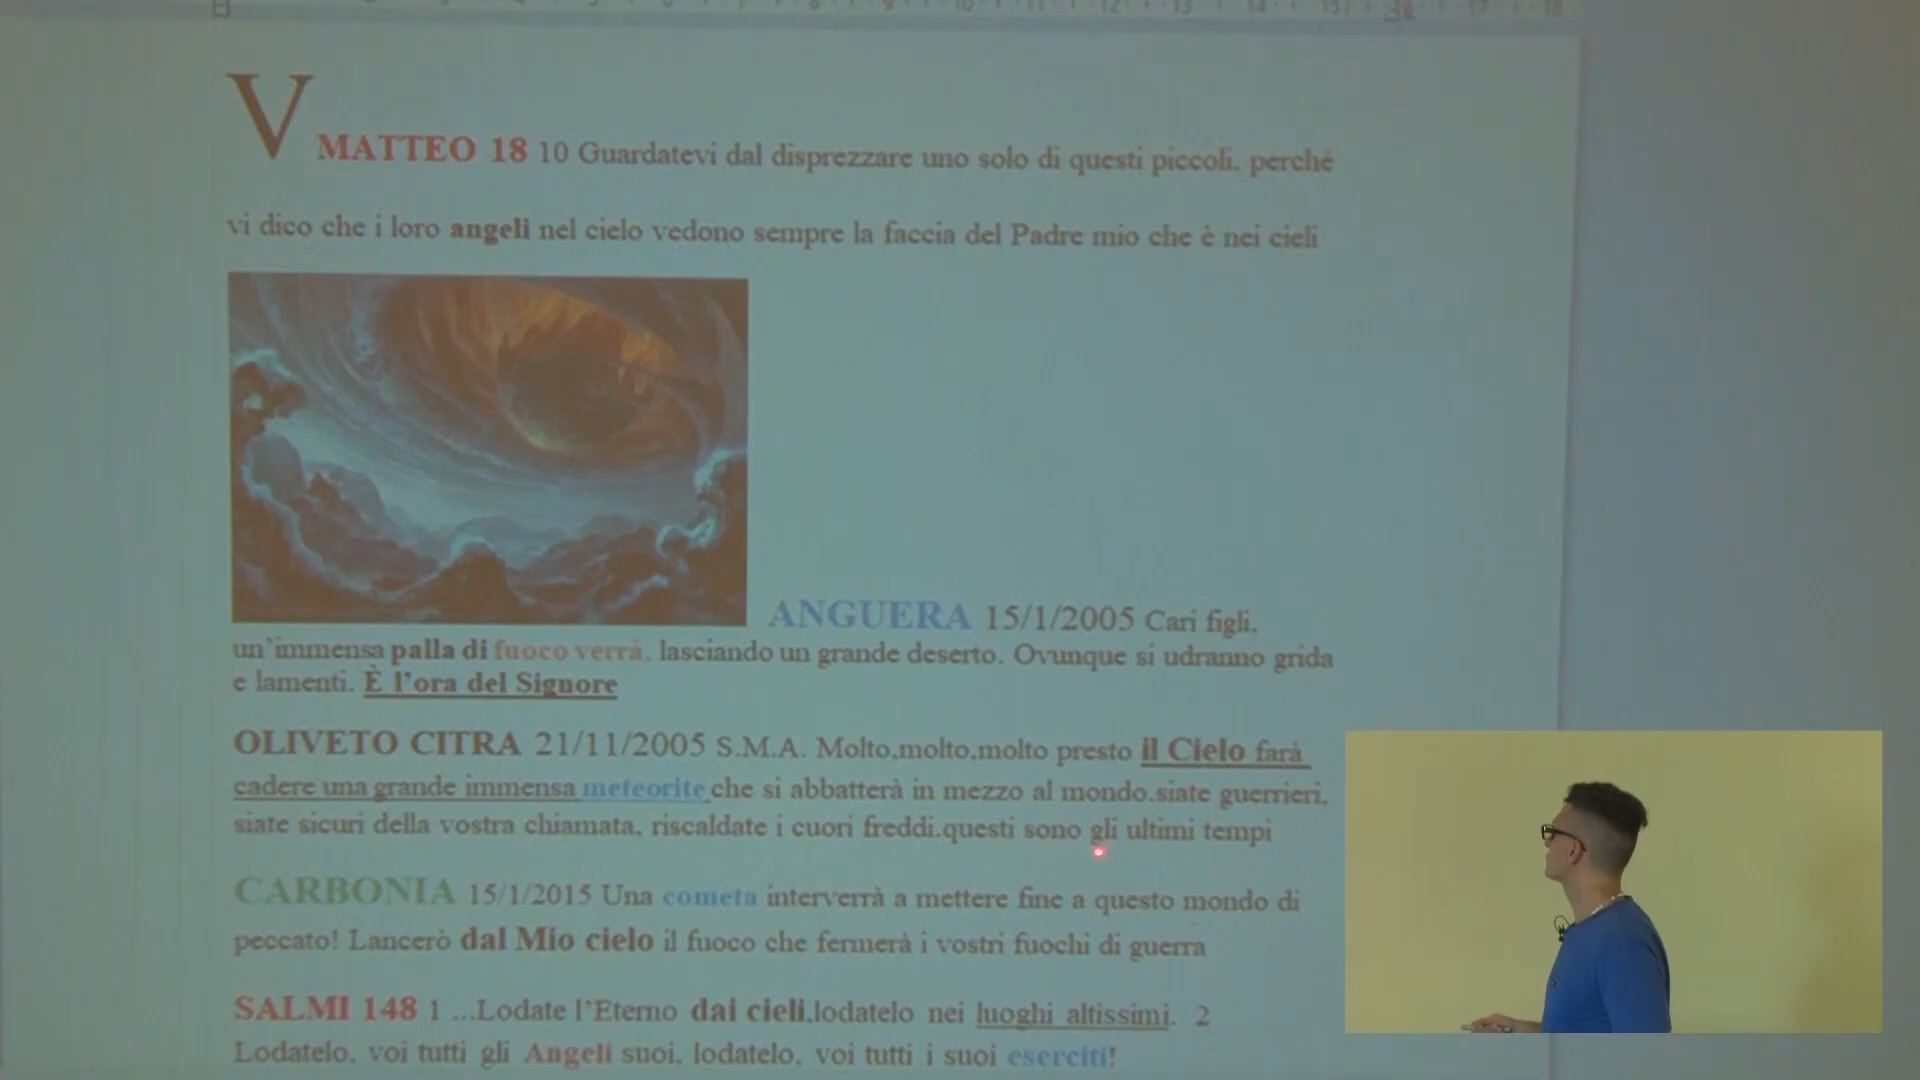 V MATTEO 18 10 Guardatevi dal disprezzare uno solo di questi piccoli. perché
vi dico che i loro angeli nel cielo vedono sempre la faccia del Padre mio che è nei cieli
ANGUERA 15/1/2005 Cari figli.
un'immensa palla di fuoco verrà, lasciando un grande deserto. Ovunque si udranno grida
e lamenti. È l'ora del Signore
OLIVETO CITRA 21/11/2005 S.M.A. Molto,molto,molto presto il Cielo farà
cadere una grande immensa meteorite che si abbatterà in mezzo al mondo.siate guerrieri,
siate sicuri della vostra chiamata, riscaldate i cuori freddi,questi sono gli ultimi tempi
CARBONIA 15/1/2015 Una cometa interverrà a mettere fine a questo mondo di
peccato! Lancerò dal Mio cielo il fuoco che fermerà i vostri fuochi di guerra
SALMI 148 1 ...Lodate l'Eterno dai cieli,lodatelo nei luoghi altissimi. 2
Lodatelo, voi tutti gli Angeli suoi, lodatelo, voi tutti i suoi eserciti!